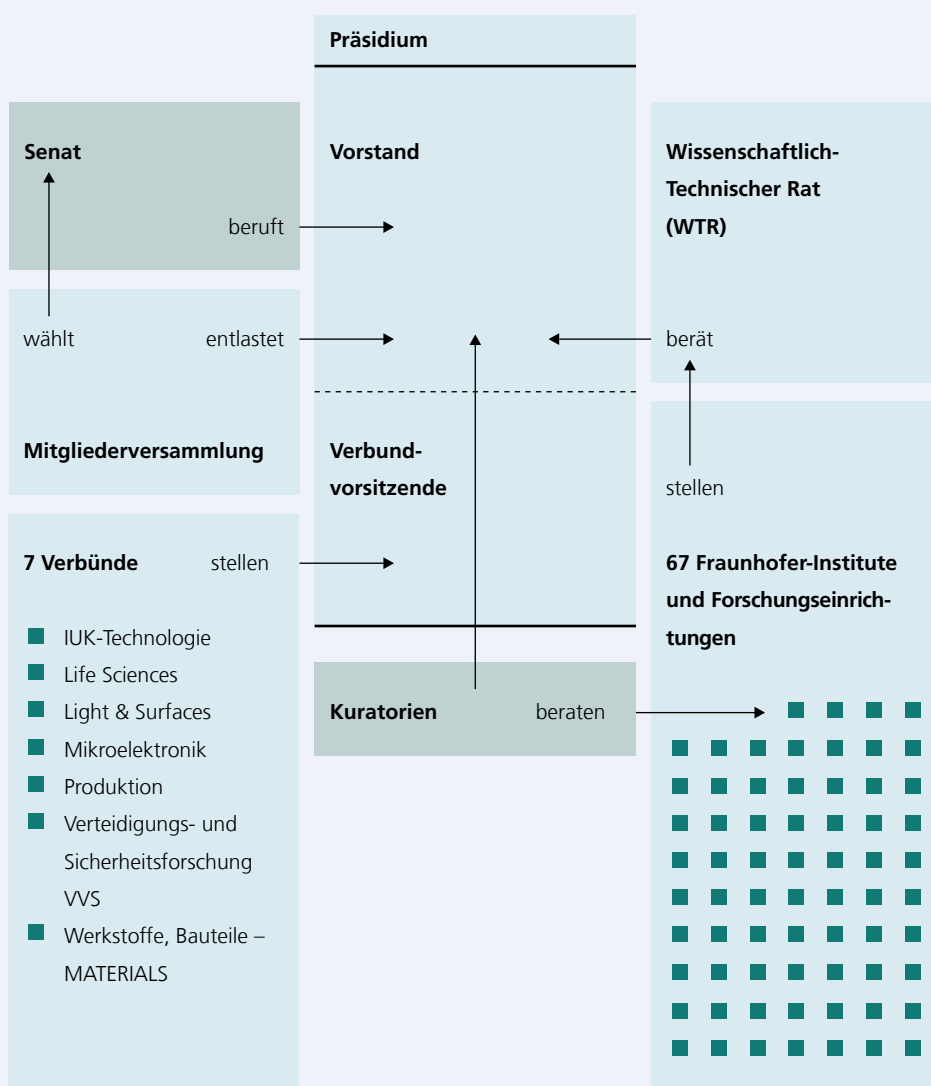 Präsidium
Senat
beruft
Vorstand
Wissenschaftlich-
Technischer Rat
(WTR)
wählt
entlastet
berät
Mitgliederversammlung
Verbund-
vorsitzende
stellen
7 Verbünde
stellen
67 Fraunhofer-Institute
und Forschungseinrich-
tungen
IUK-Technologie
Life Sciences
Light & Surfaces
Mikroelektronik
Produktion
Verteidigungs- und
Sicherheitsforschung
VVS
Werkstoffe, Bauteile –
MATERIALS
Kuratorien
beraten